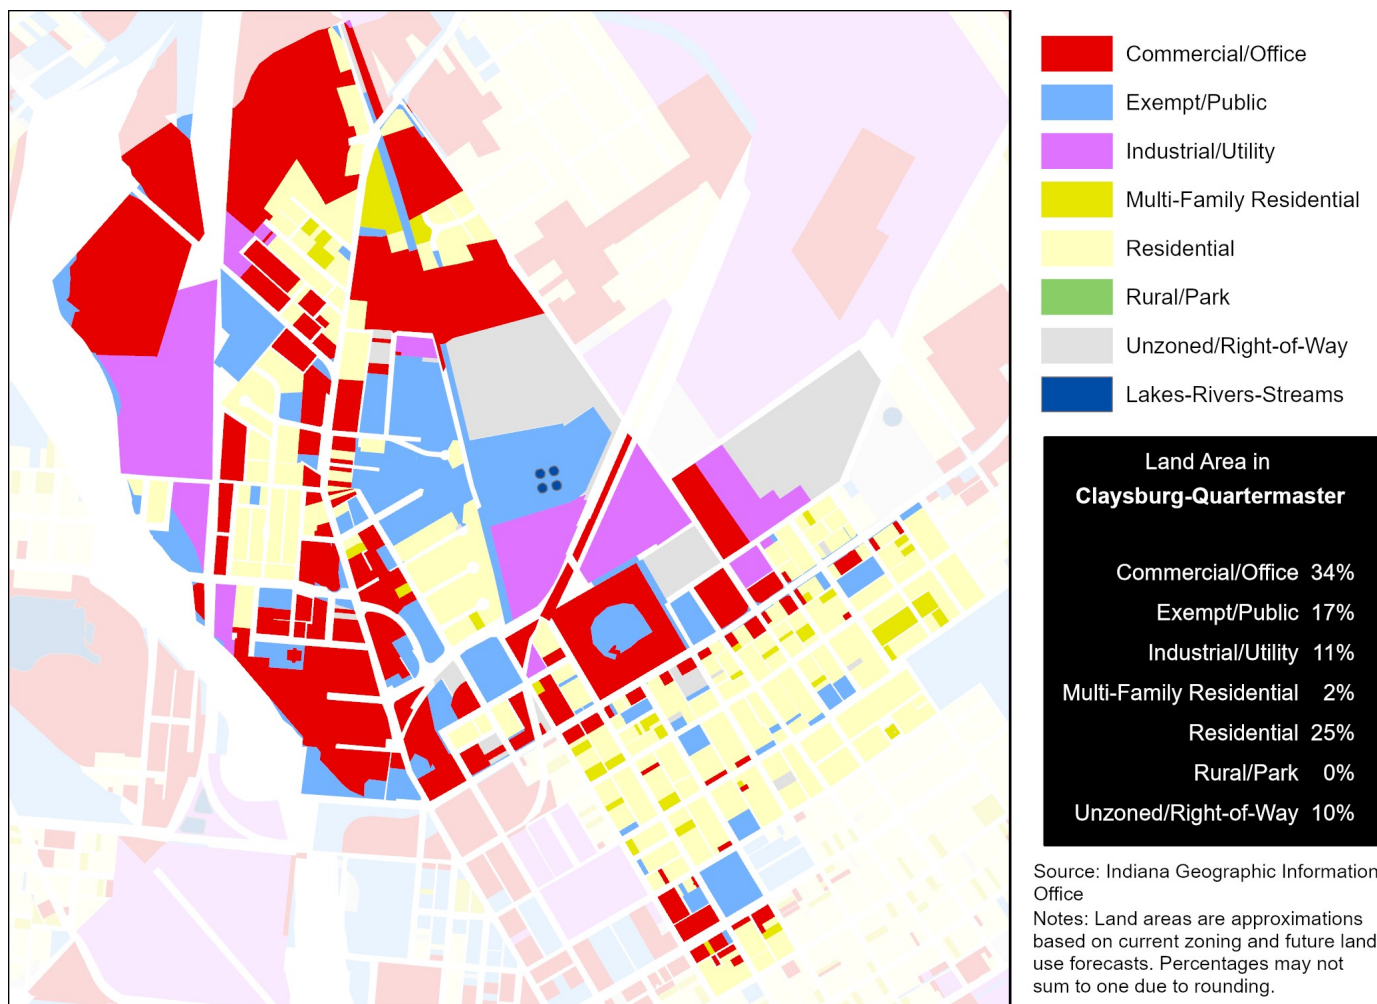 Commercial/Office
Exempt/Public
Industrial/Utility
Multi-Family Residential
Residential
Rural/Park
Unzoned/Right-of-Way
Lakes-Rivers-Streams
Land Area in
Claysburg-Quartermaster
Commercial/Office 34%
Exempt/Public 17%
Industrial/Utility 11%
Multi-Family Residential 2%
Residential 25%
Rural/Park 0%
Unzoned/Right-of-Way 10%
Source: Indiana Geographic Information
Office
Notes: Land areas are approximations
based on current zoning and future land
use forecasts. Percentages may not
sum to one due to rounding.